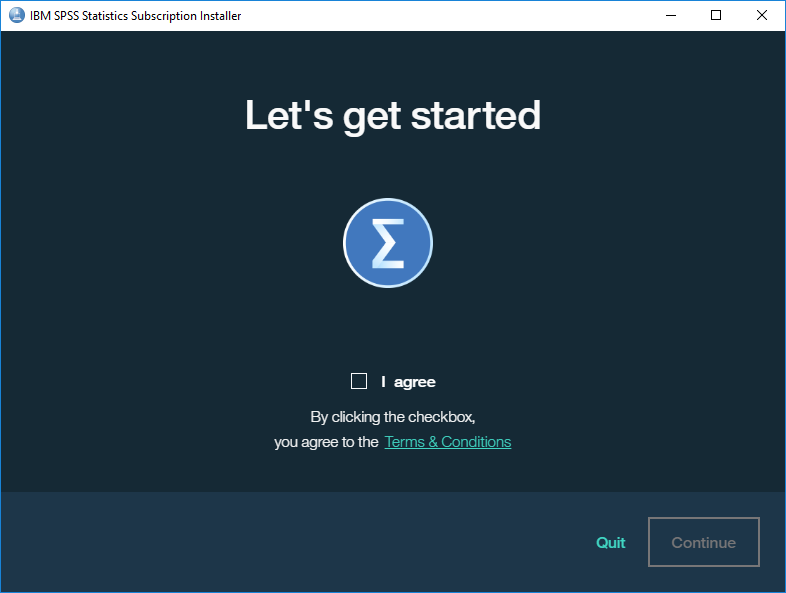 IBM SPSS Statistics Subscription Installer
Let's get started
Σ
I agree
By clicking the checkbox,
you agree to the Terms & Conditions
Quit
Continue